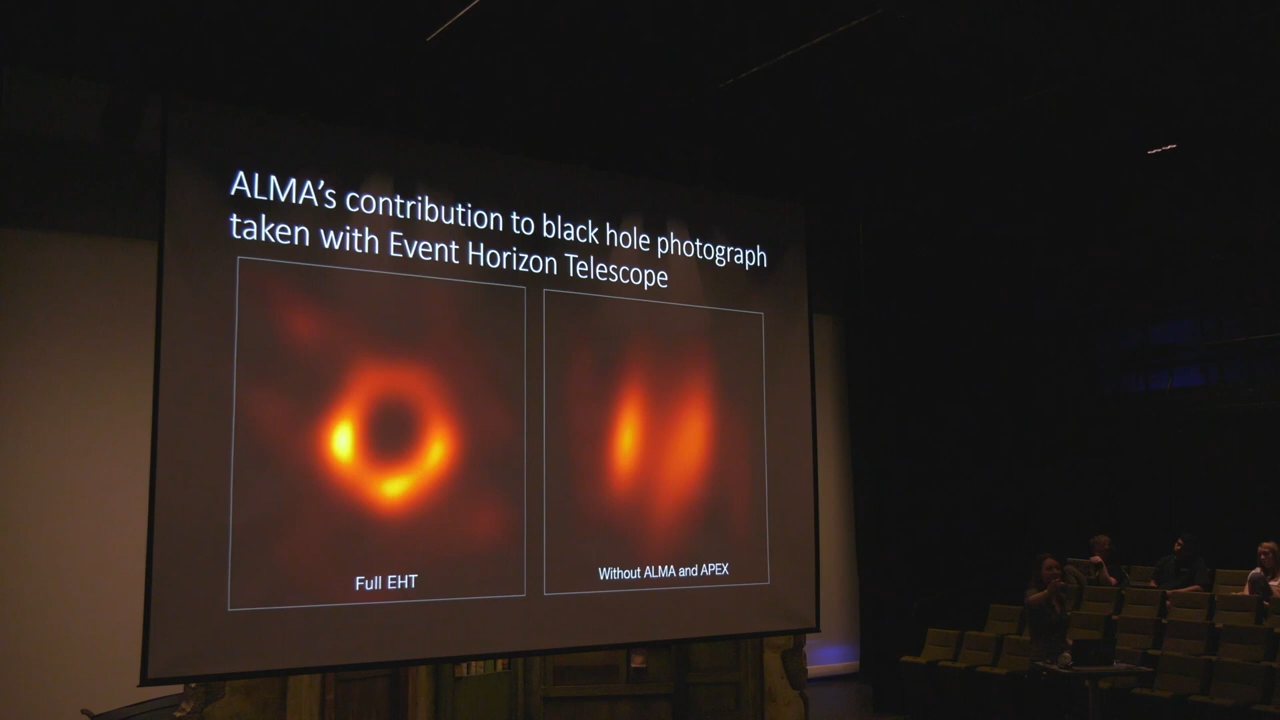 ALMA’s contribution to black hole photograph
taken with Event Horizon Telescope
Full EHT
Without ALMA and APEX